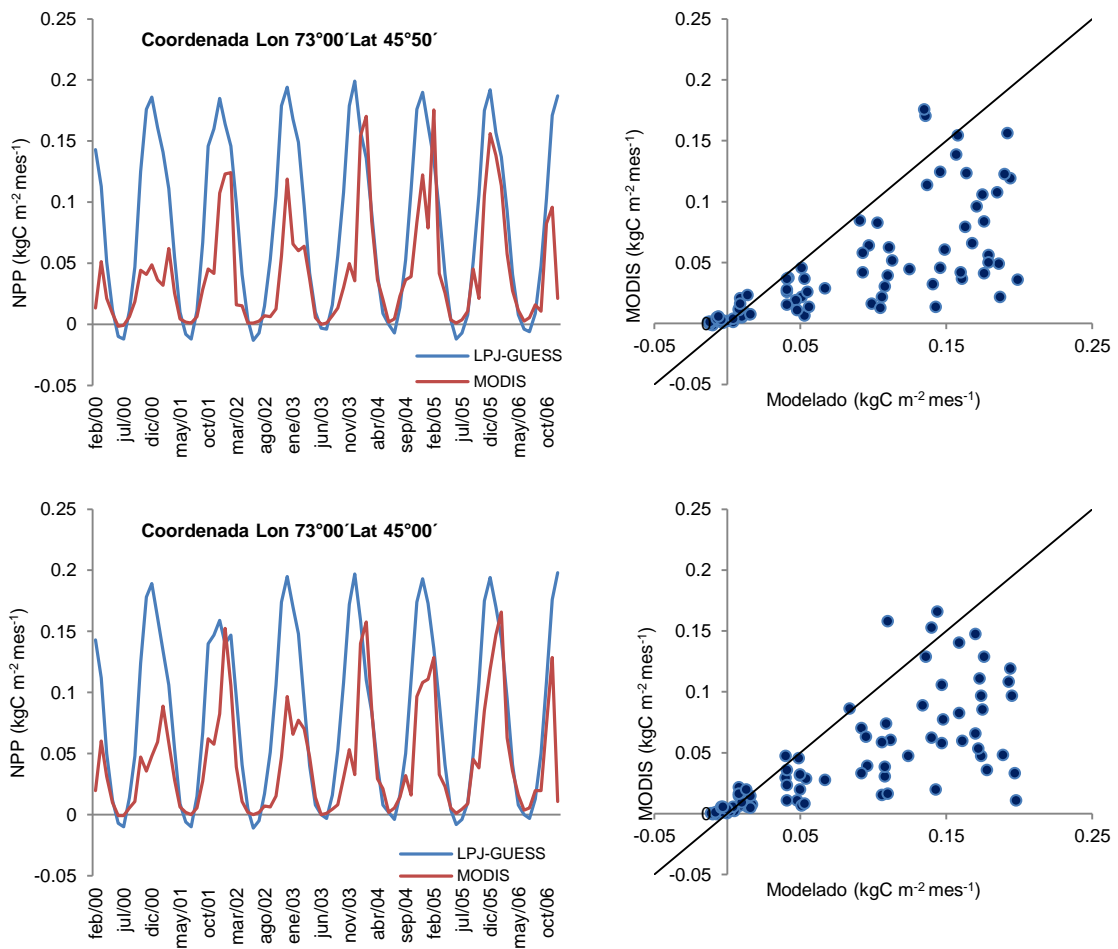 Coordenada Lon 73°00´Lat 45°50´
NPP (kgC m-2 mes-1)
0.25
0.2
0.15
0.1
0.05
0
-0.05
LPJ-GUESS
MODIS
feb/00
jul/00
dic/00
may/01
oct/01
mar/02
ago/02
ene/03
jun/03
nov/03
abr/04
sep/04
feb/05
jul/05
dic/05
may/06
oct/06
MODIS (kgC m-2 mes-1)
0.25
0.2
0.15
0.1
0.05
0
-0.05
-0.05
0.05
0.15
0.25
Modelado (kgC m-2 mes-1)
Coordenada Lon 73°00´Lat 45°00´
NPP (kgC m-2 mes-1)
0.25
0.2
0.15
0.1
0.05
0
-0.05
LPJ-GUESS
MODIS
feb/00
jul/00
dic/00
may/01
oct/01
mar/02
ago/02
ene/03
jun/03
nov/03
abr/04
sep/04
feb/05
jul/05
dic/05
may/06
oct/06
MODIS (kgC m-2 mes-1)
0.25
0.2
0.15
0.1
0.05
0
-0.05
-0.05
0.05
0.15
0.25
Modelado (kgC m-2 mes-1)